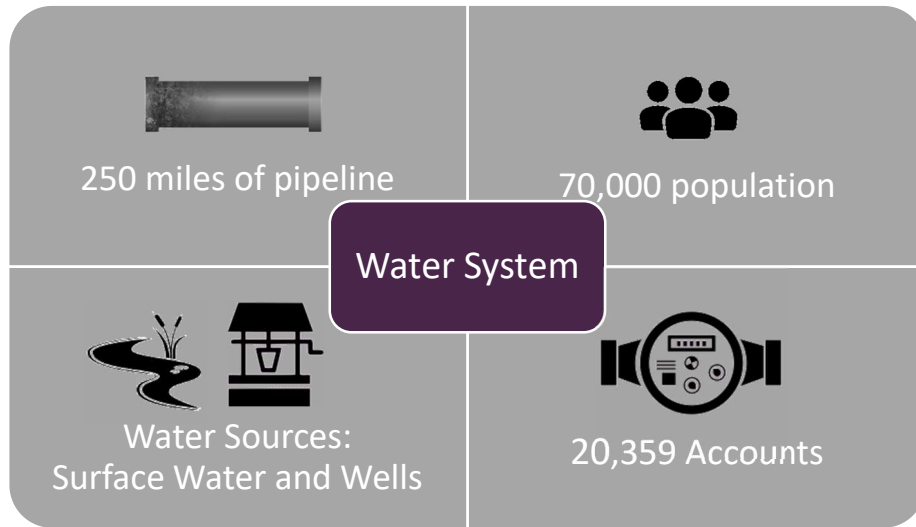 250 miles of pipeline
70,000 population
Water System
Water Sources:
Surface Water and Wells
20,359 Accounts